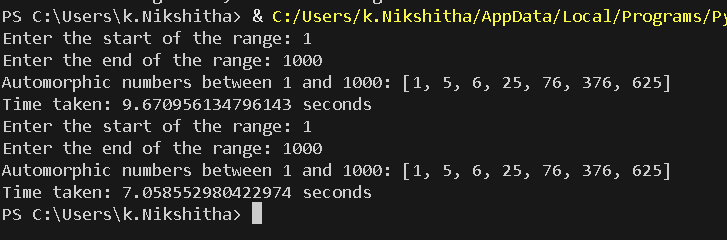 PS C:\Users\k.Nikshitha> & C:/Users/k.Nikshitha/AppData/Local/Programs/Py
Enter the start of the range: 1
Enter the end of the range: 1000
Automorphic numbers between 1 and 1000: [1, 5, 6, 25, 76, 376, 625]
Time taken: 9.670956134796143 seconds
Enter the start of the range: 1
Enter the end of the range: 1000
Automorphic numbers between 1 and 1000: [1, 5, 6, 25, 76, 376, 625]
Time taken: 7.058552980422974 seconds
PS C:\Users\k.Nikshitha>